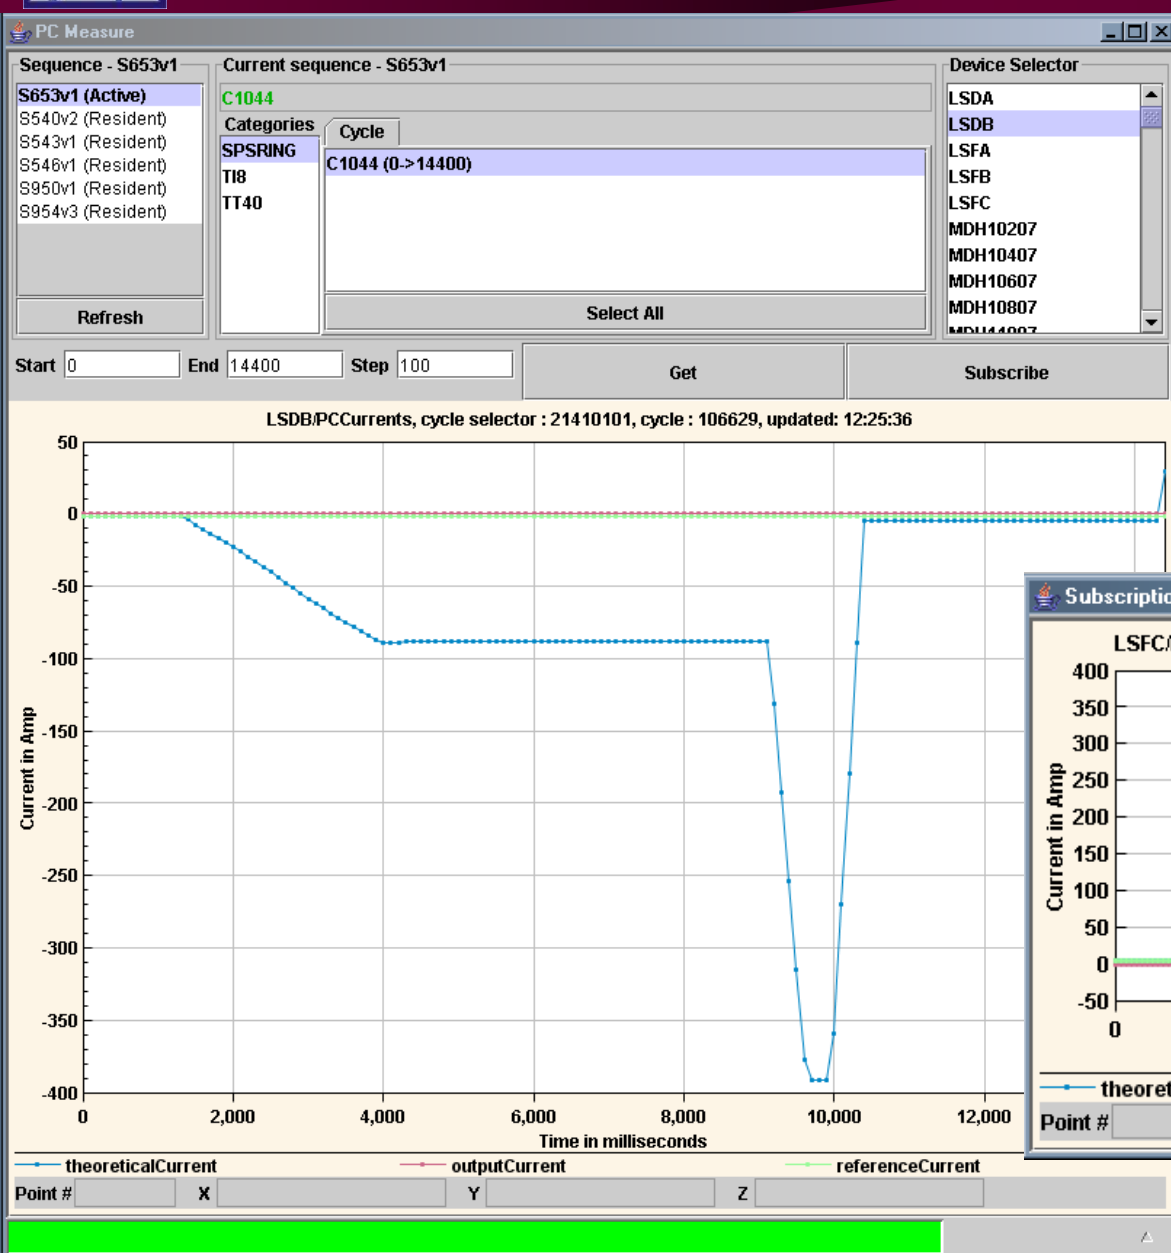 PC Measure
Sequence - S653v1
S653v1 (Active)
S540v2 (Resident)
S543v1 (Resident)
S546v1 (Resident)
S950v1 (Resident)
S954v3 (Resident)
Refresh
Current sequence - S653v1
C1044
Categories
SPSRING
TI8
TT40
Cycle
C1044 (0->14400)
Select All
Device Selector
LSDA
LSDB
LSFA
LSFB
LSFC
MDH10207
MDH10407
MDH10607
MDH10807
Start 0 End 14400 Step 100 Get Subscribe
LSDB/PCCurrents, cycle selector : 21410101, cycle : 106629, updated: 12:25:36
50
0
-50
-100
-150
-200
-250
-300
-350
-400
Current in Amp
0 2,000 4,000 6,000 8,000 10,000 12,000
Time in milliseconds
theoreticalCurrent outputCurrent referenceCurrent
Point # X Y Z
Subscriptio
LSFC/
400
350
300
250
200
150
100
50
0
-50
Current in Amp
0
theoret
Point #